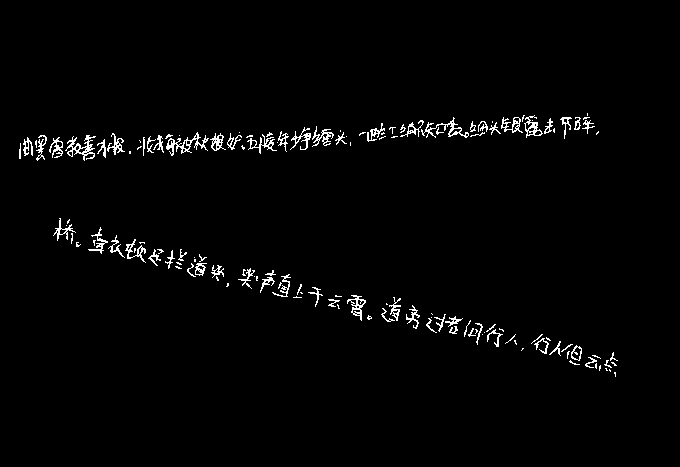 曲罢曾教善才服，妆成每被秋娘妒。五陵年少争缠头，一曲红绡不知数。钿头银篦击节碎，
桥。牵衣顿足拦道哭，哭声直上干云霄。道旁过者问行人，行人但云点